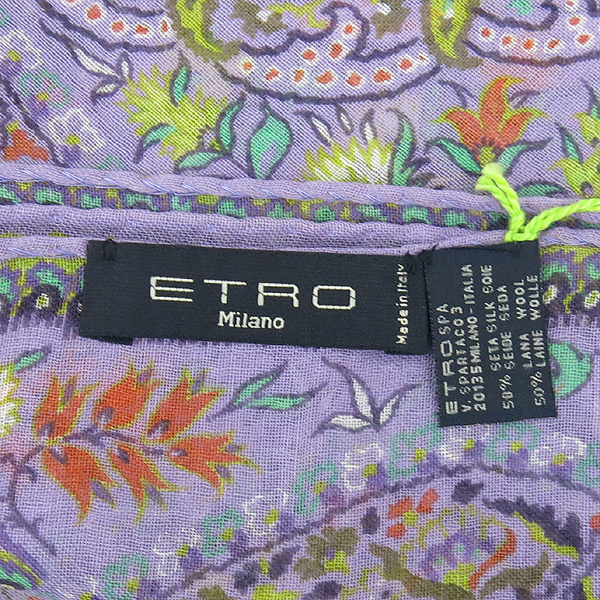 ETRO
Milano
Made in Italy
ETRO SPA
V. SPARTACO 3
20135 MILANO - ITALIA
SETA SILK SOIE
50% SEIDE SEDA
LANA WOOL
50% LAINE WOLLE